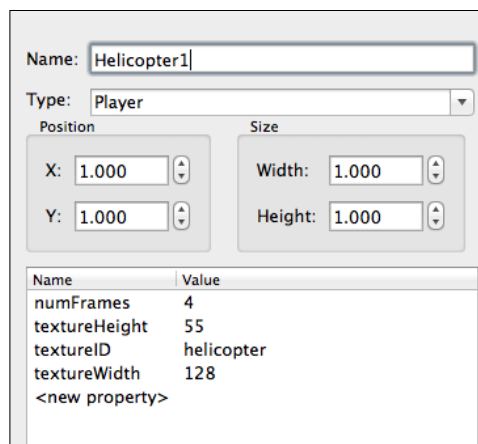 Name: Helicopter1
Type: Player
Position Size
X: 1.000 Width: 1.000
Y: 1.000 Height: 1.000
Name Value
numFrames 4
textureHeight 55
textureID helicopter
textureWidth 128
<new property>